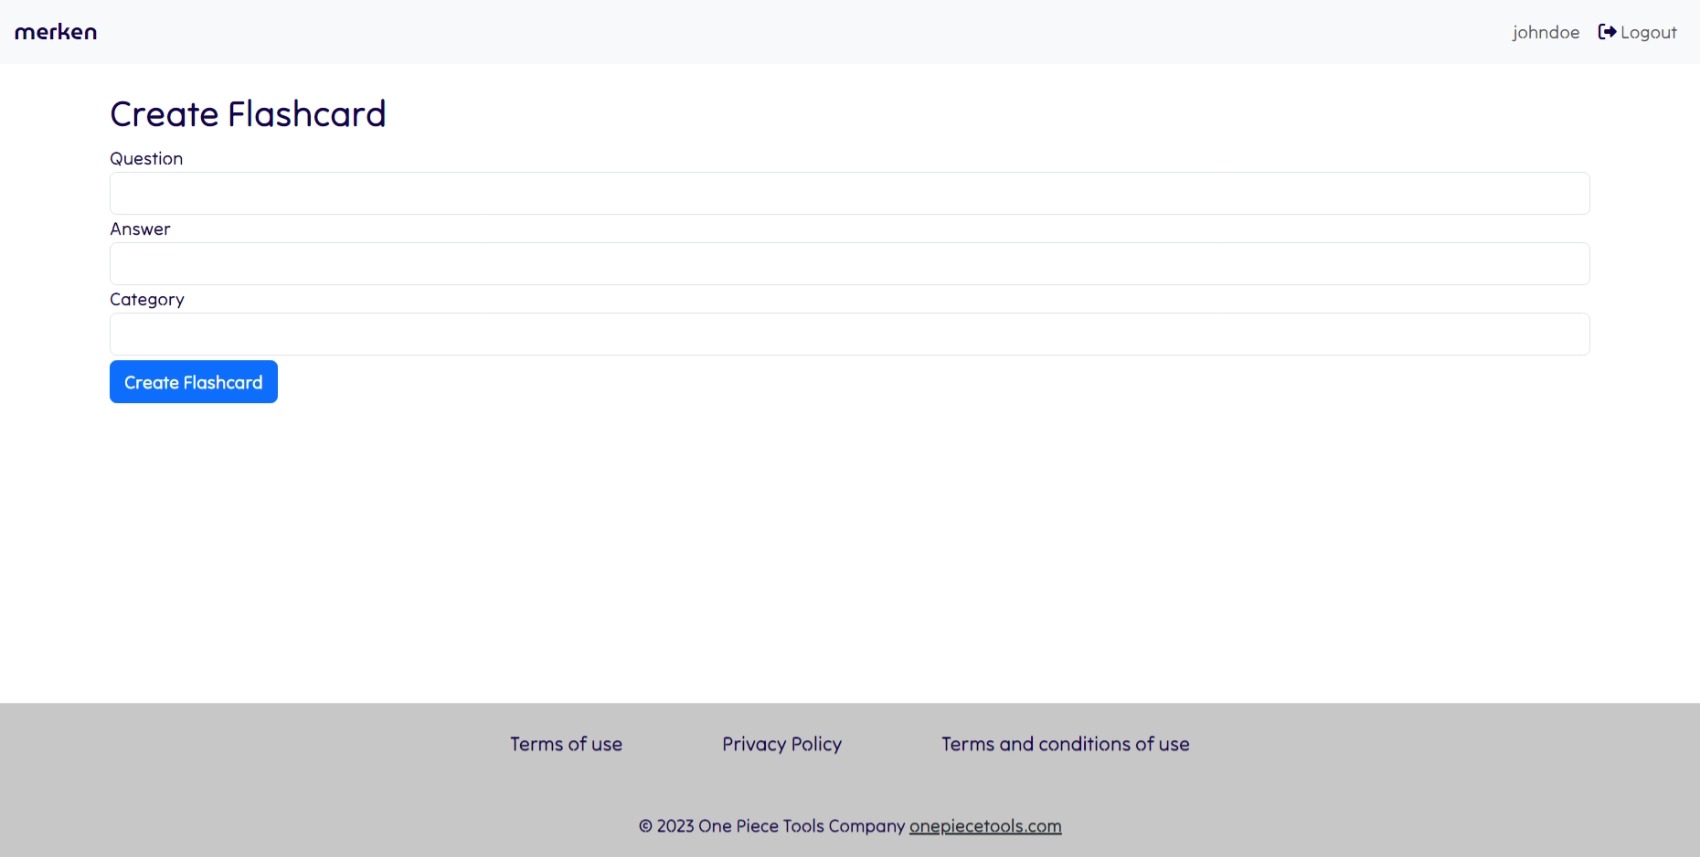 merken
johndoe Logout
Create Flashcard
Question
Answer
Category
Create Flashcard
Terms of use Privacy Policy Terms and conditions of use
© 2023 One Piece Tools Company onepiecetools.com